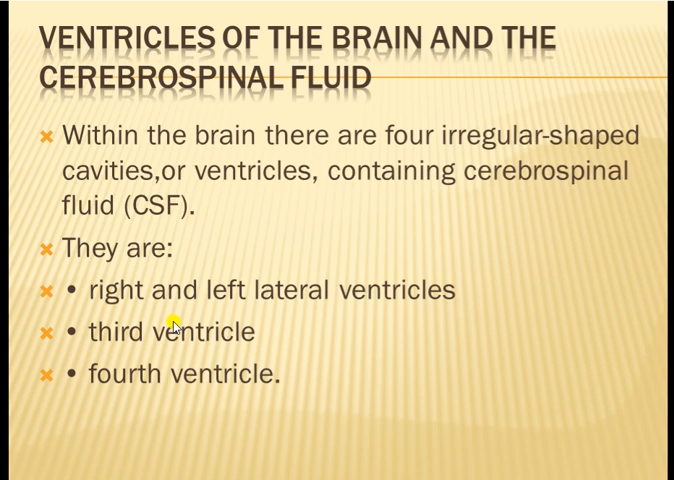 VENTRICLES OF THE BRAIN AND THE
CEREBROSPINAL FLUID
Within the brain there are four irregular-shaped
cavities,or ventricles, containing cerebrospinal
fluid (CSF).
They are:
• right and left lateral ventricles
• third ventricle
• fourth ventricle.